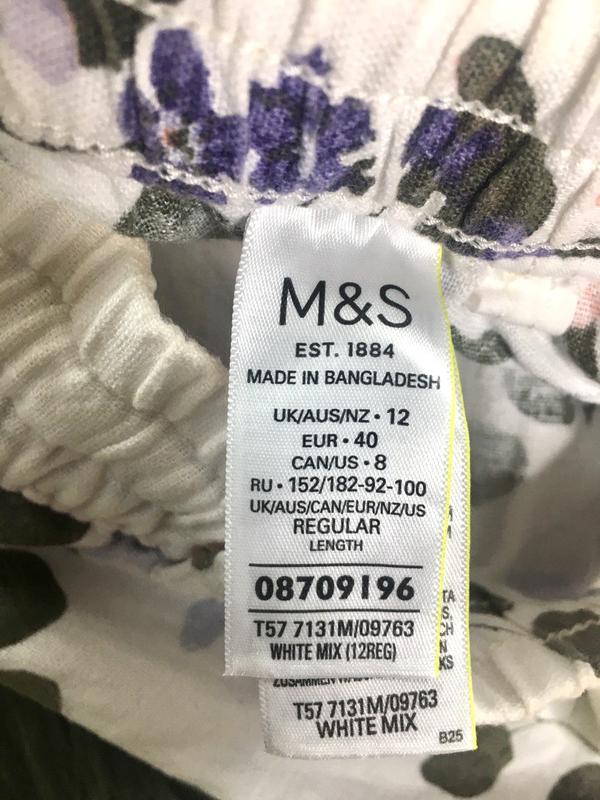 M&S
EST. 1884
MADE IN BANGLADESH
UK/AUS/NZ • 12
EUR • 40
CAN/US • 8
RU • 152/182-92-100
UK/AUS/CAN/EUR/NZ/US
REGULAR
LENGTH
08709196
T57 7131M/09763
WHITE MIX (12REG)
T57 7131M/09763
WHITE MIX
B25